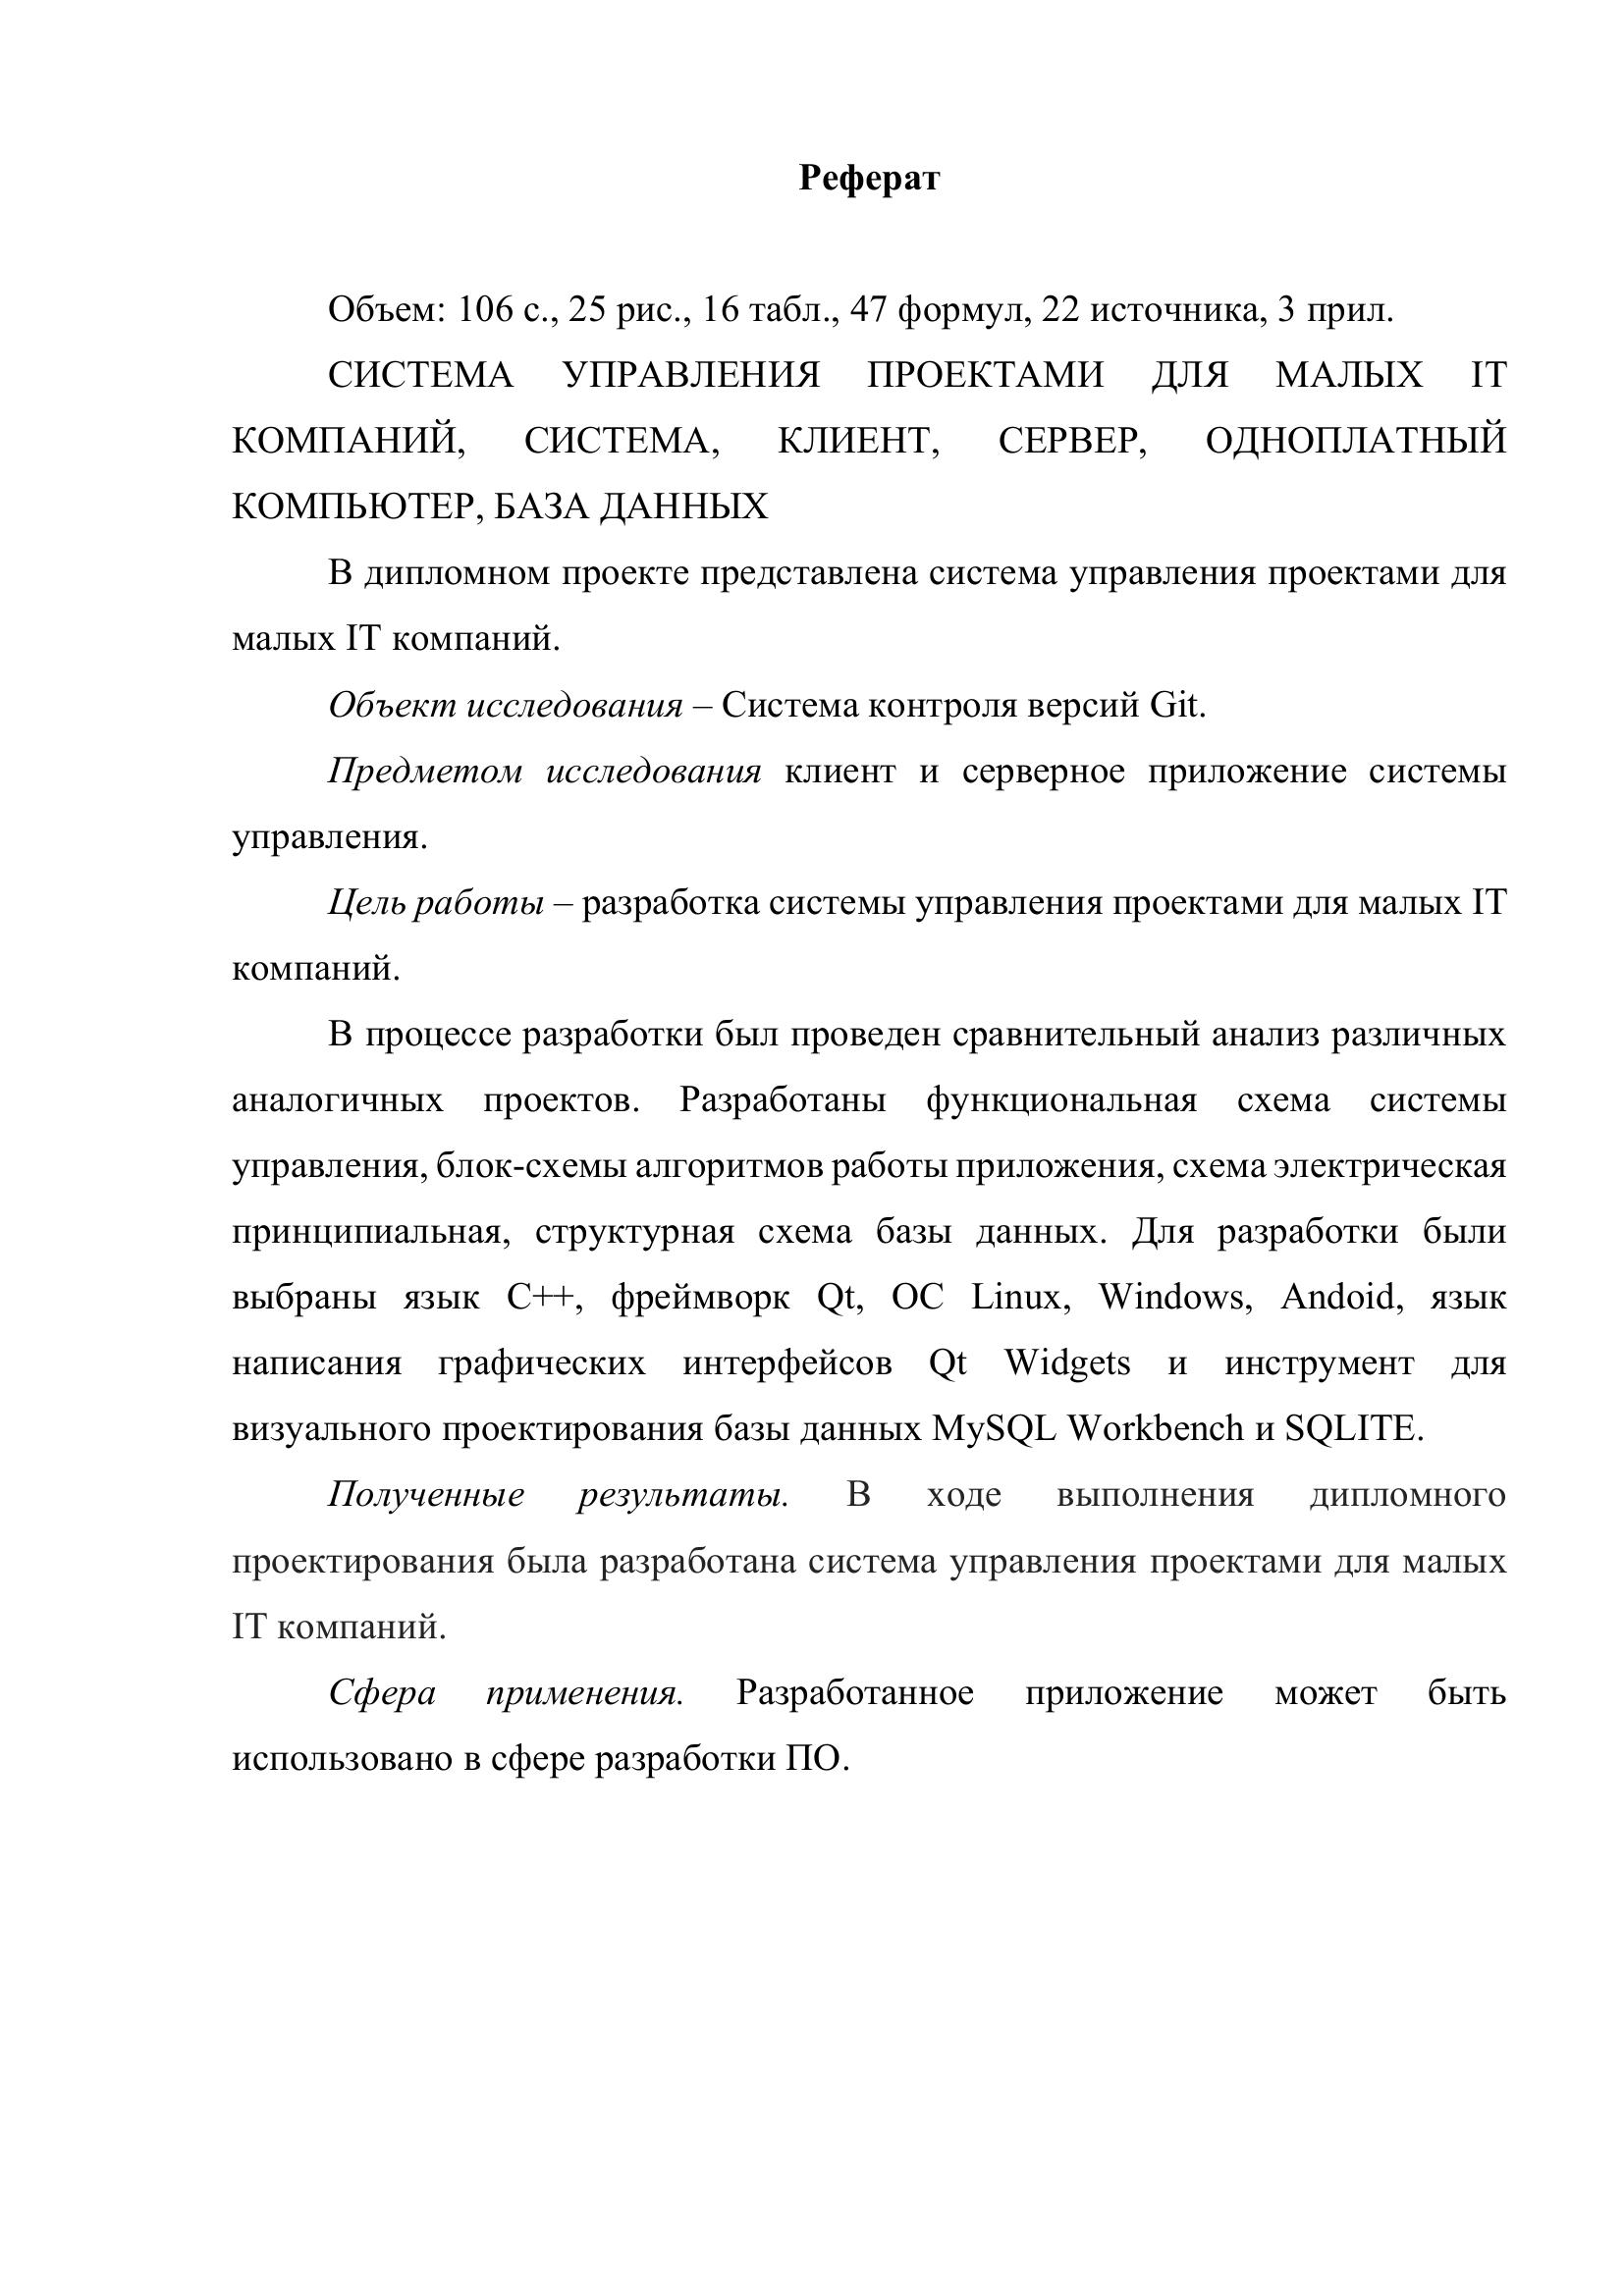 Реферат
Объем: 106 с., 25 рис., 16 табл., 47 формул, 22 источника, 3 прил.
СИСТЕМА УПРАВЛЕНИЯ ПРОЕКТАМИ ДЛЯ МАЛЫХ IT
КОМПАНИЙ, СИСТЕМА, КЛИЕНТ, СЕРВЕР, ОДНОПЛАТНЫЙ
КОМПЬЮТЕР, БАЗА ДАННЫХ
В дипломном проекте представлена система управления проектами для
малых IT компаний.
Объект исследования – Система контроля версий Git.
Предметом исследования клиент и серверное приложение системы
управления.
Цель работы – разработка системы управления проектами для малых IT
компаний.
В процессе разработки был проведен сравнительный анализ различных
аналогичных проектов. Разработаны функциональная схема системы
управления, блок-схемы алгоритмов работы приложения, схема электрическая
принципиальная, структурная схема базы данных. Для разработки были
выбраны язык C++, фреймворк Qt, ОС Linux, Windows, Andoid, язык
написания графических интерфейсов Qt Widgets и инструмент для
визуального проектирования базы данных MySQL Workbench и SQLITE.
Полученные результаты. В ходе выполнения дипломного
проектирования была разработана система управления проектами для малых
IT компаний.
Сфера применения. Разработанное приложение может быть
использовано в сфере разработки ПО.